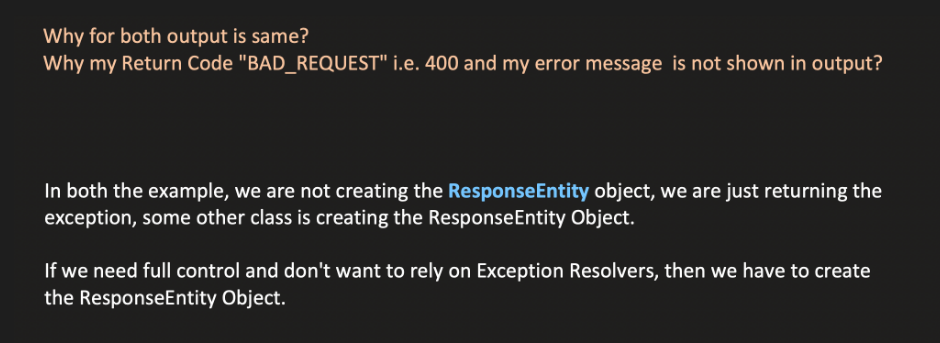 Why for both output is same?
Why my Return Code "BAD_REQUEST" i.e. 400 and my error message  is not shown in output?
In both the example, we are not creating the ResponseEntity object, we are just returning the
exception, some other class is creating the ResponseEntity Object.
If we need full control and don't want to rely on Exception Resolvers, then we have to create
the ResponseEntity Object.